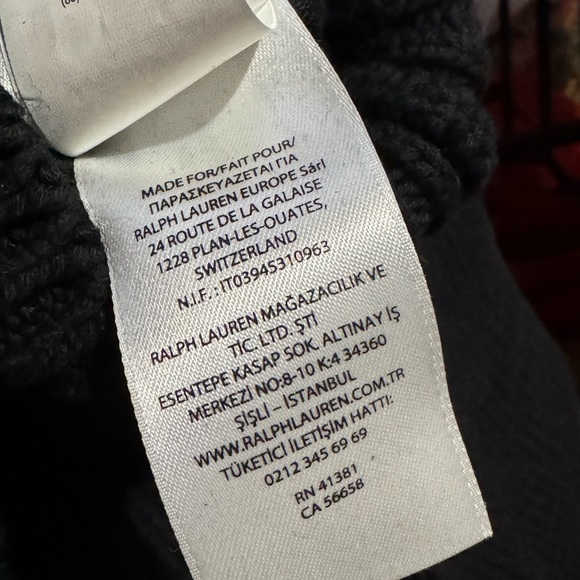 MADE FOR/FAIT POUR/
ΠΑΡΑΣΚΕΥΑΖΕΤΑΙ ΓΙΑ
RALPH LAUREN EUROPE Sárl
24 ROUTE DE LA GALAISE
1228 PLAN-LES-OUATES,
SWITZERLAND
N.I.F. : IT03945310963
RALPH LAUREN MAĞAZACILIK VE
TİC. LTD. ŞTİ
ESENTEPE KASAP SOK. ALTINAY İŞ
MERKEZİ NO:8-10 K:4 34360
ŞİŞLİ – İSTANBUL
WWW.RALPHLAUREN.COM.TR
TÜKETİCİ İLETİŞİM HATTI:
0212 345 69 69
RN 41381
CA 56658